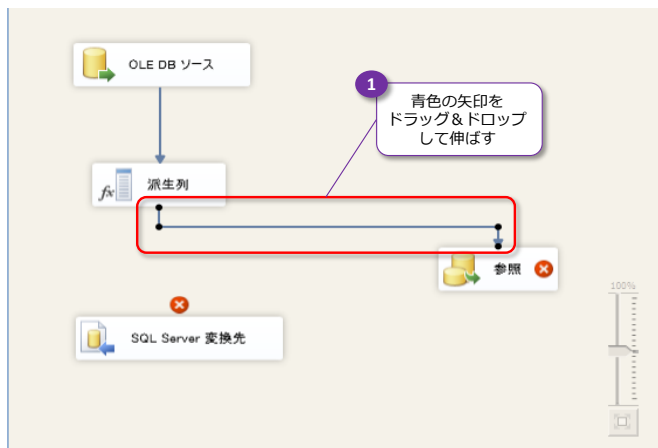 OLE DB ソース
1
青色の矢印を
ドラッグ＆ドロップ
して伸ばす
fx
派生列
参照
100%
SQL Server 変換先